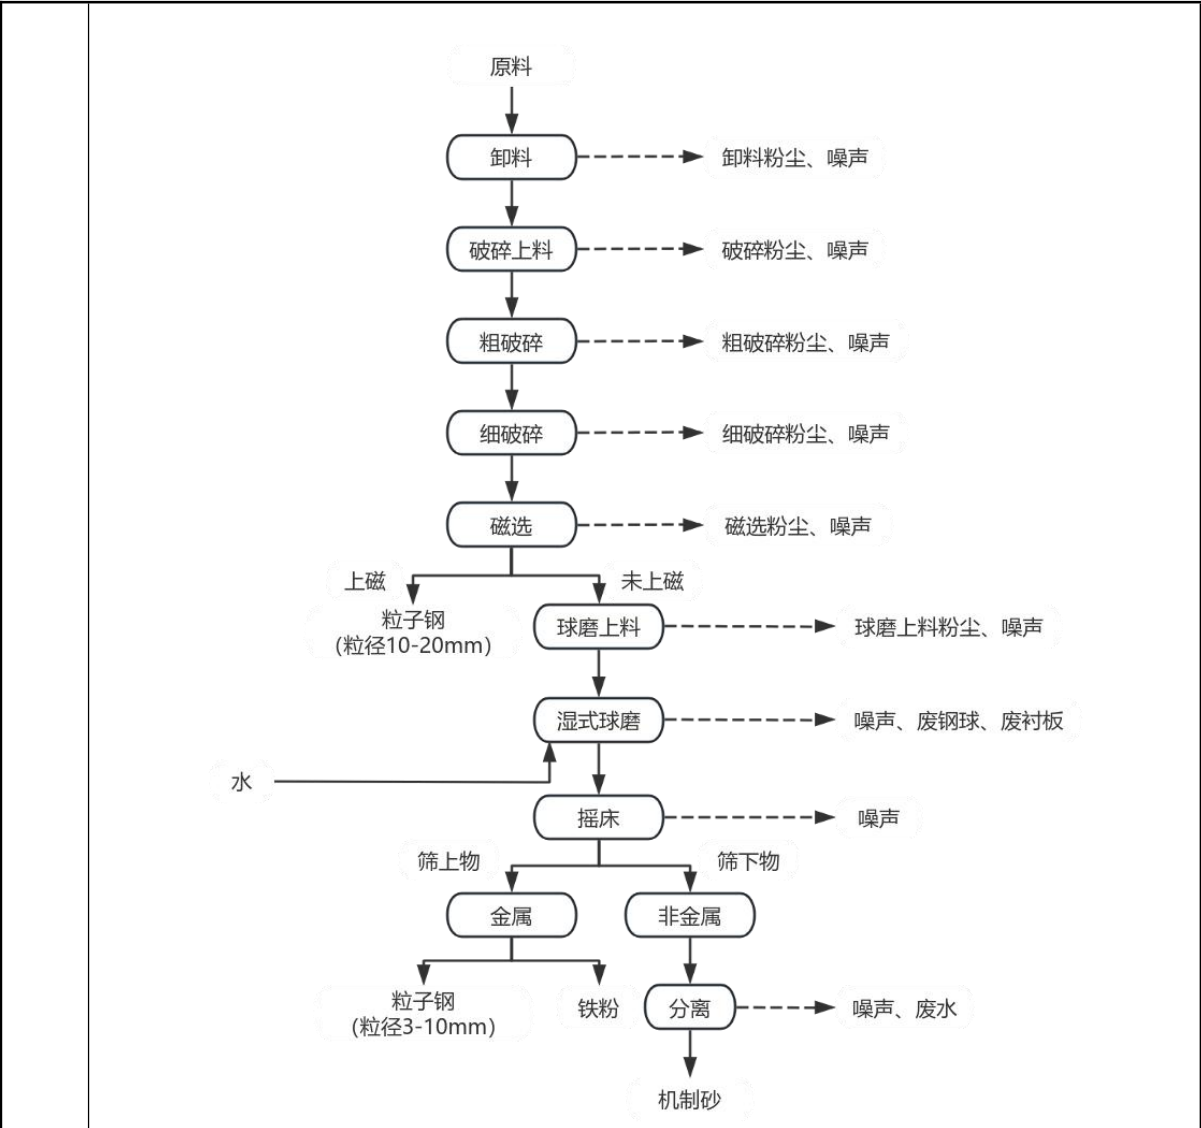 原料
卸料
卸料粉尘、噪声
破碎上料
破碎粉尘、噪声
粗破碎
粗破碎粉尘、噪声
细破碎
细破碎粉尘、噪声
磁选
磁选粉尘、噪声
上磁
未上磁
粒子钢
（粒径10-20mm）
球磨上料
球磨上料粉尘、噪声
湿式球磨
噪声、废钢球、废衬板
水
摇床
噪声
筛上物
筛下物
金属
非金属
粒子钢
（粒径3-10mm）
铁粉
分离
噪声、废水
机制砂